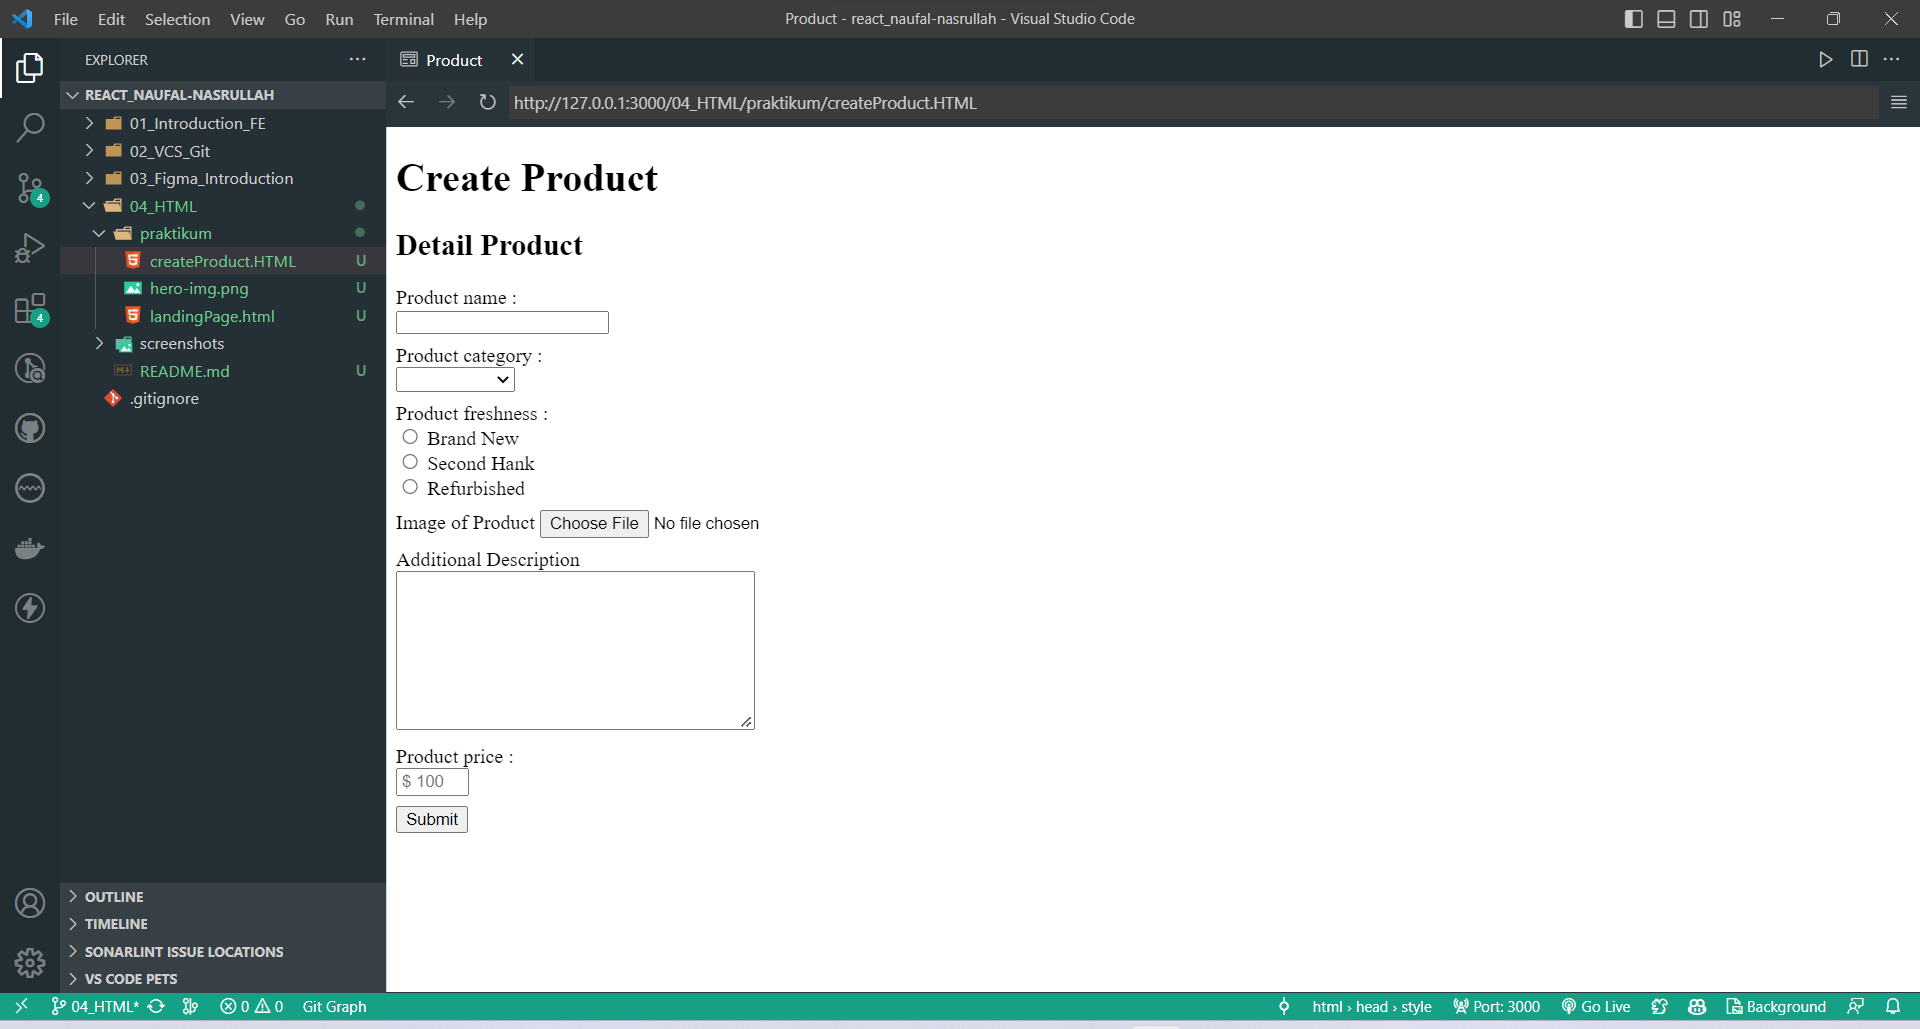 File Edit Selection View Go Run Terminal Help
Product - react_naufal-nasrullah - Visual Studio Code
EXPLORER
REACT_NAUFAL-NASRULLAH
01_Introduction_FE
02_VCS_Git
03_Figma_Introduction
04_HTML
praktikum
createProduct.HTML U
hero-img.png U
landingPage.html U
screenshots
README.md U
.gitignore
4
4
OUTLINE
TIMELINE
SONARLINT ISSUE LOCATIONS
VS CODE PETS
Product
http://127.0.0.1:3000/04_HTML/praktikum/createProduct.HTML
Create Product
Detail Product
Product name :
Product category :
Product freshness :
Brand New
Second Hank
Refurbished
Image of Product Choose File No file chosen
Additional Description
Product price :
$ 100
Submit
04_HTML* 0 0 Git Graph html › head › style Port: 3000 Go Live Background